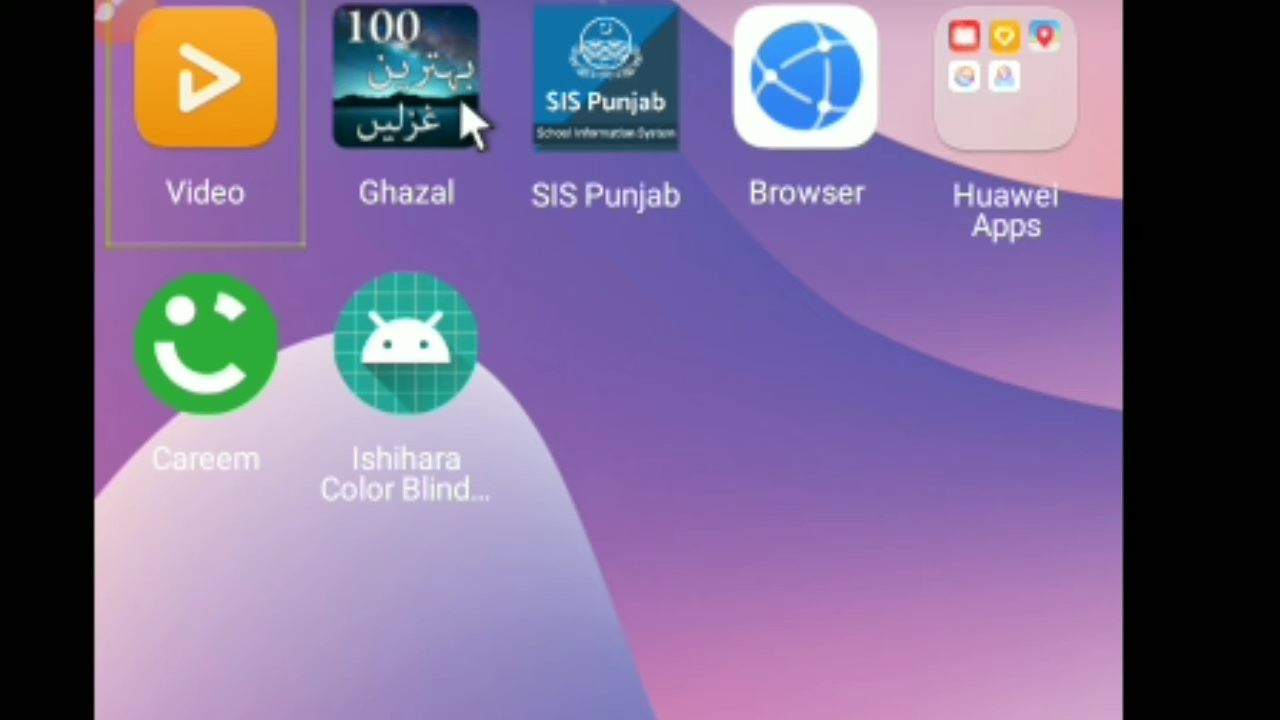 100
بہترین
غزلیں
SIS Punjab
School Information System
Video
Ghazal
SIS Punjab
Browser
Huawei
Apps
Careem
Ishihara
Color Blind...